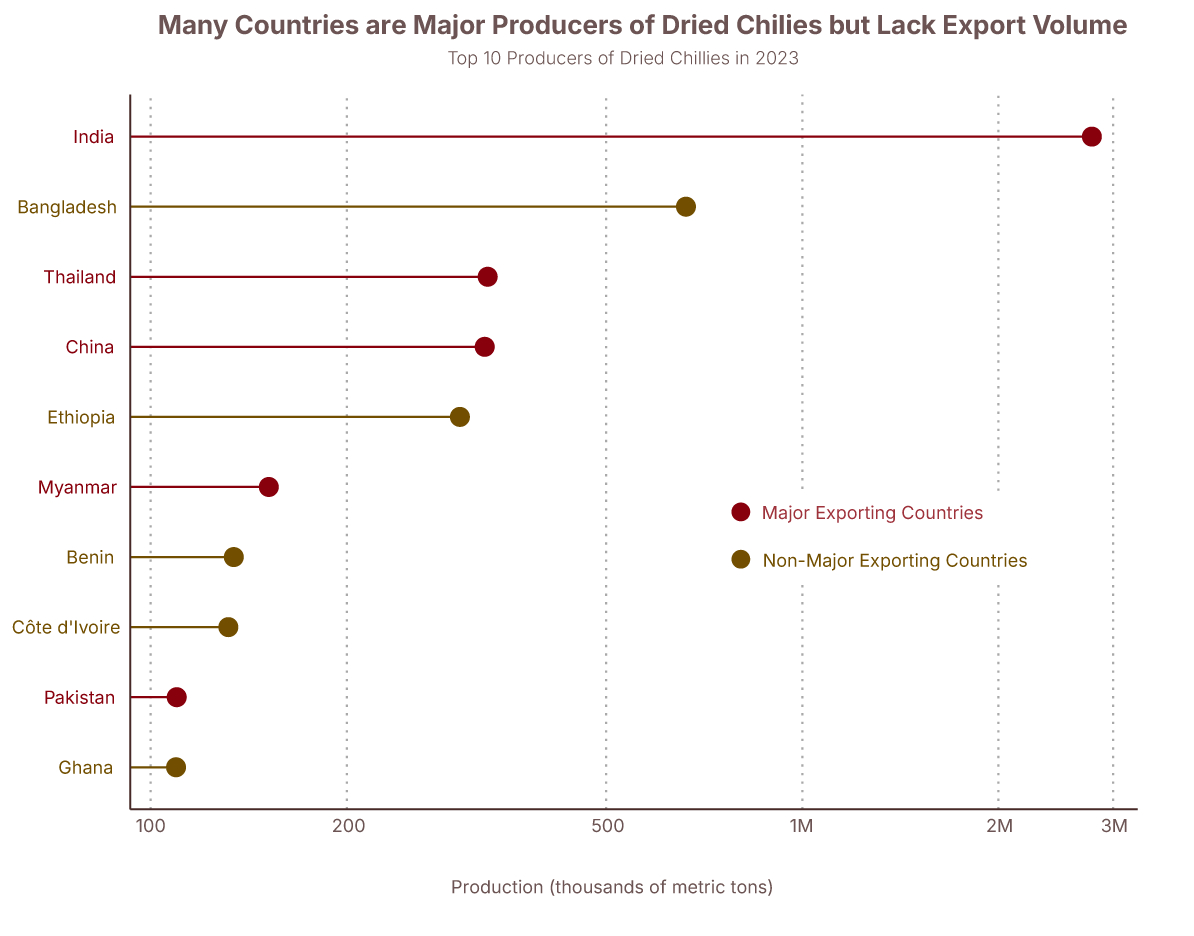 Many Countries are Major Producers of Dried Chilies but Lack Export Volume
Top 10 Producers of Dried Chillies in 2023
India
Bangladesh
Thailand
China
Ethiopia
Myanmar
Major Exporting Countries
Benin
Non-Major Exporting Countries
Côte d'Ivoire
Pakistan
Ghana
100 200 500 1M 2M 3M
Production (thousands of metric tons)